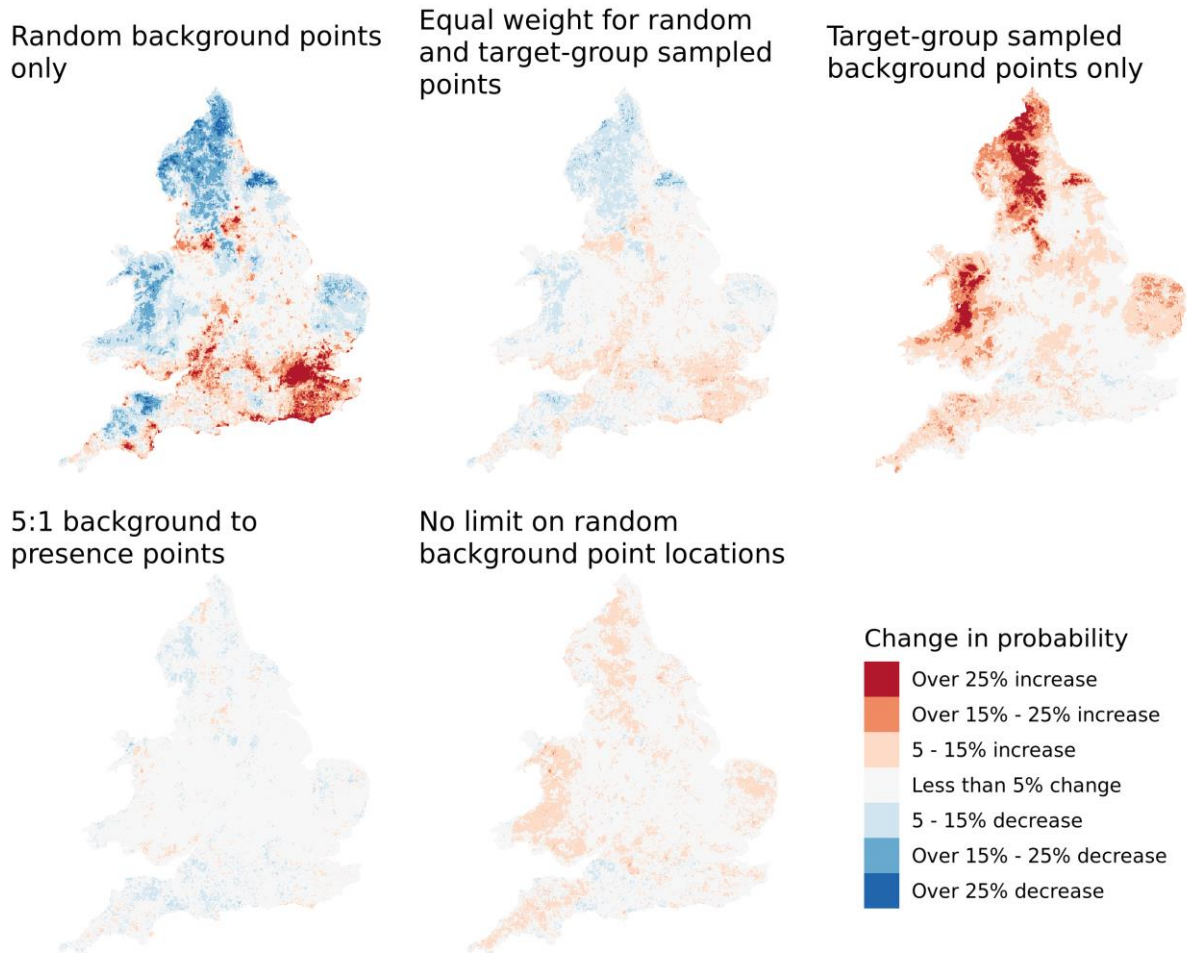 Random background points
only
Equal weight for random
and target-group sampled
points
Target-group sampled
background points only
5:1 background to
presence points
No limit on random
background point locations
Change in probability
Over 25% increase
Over 15% - 25% increase
5 - 15% increase
Less than 5% change
5 - 15% decrease
Over 15% - 25% decrease
Over 25% decrease